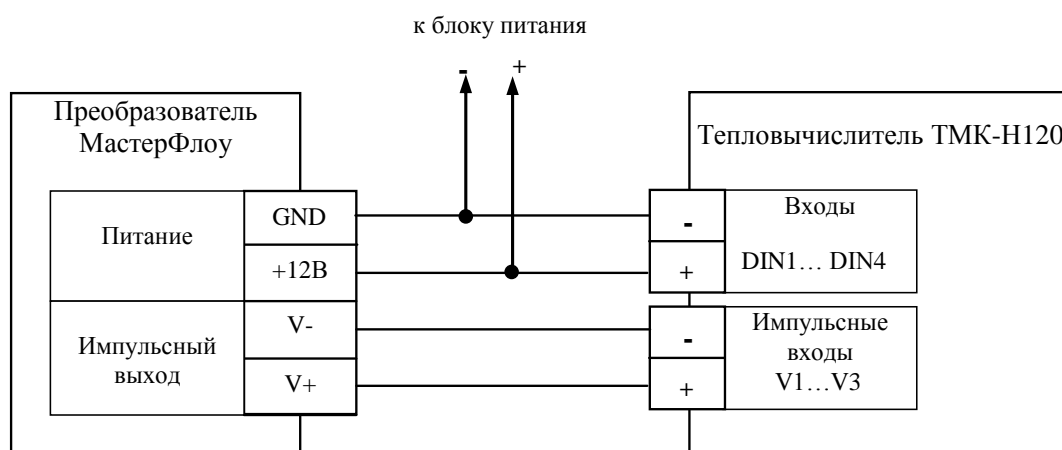 к блоку питания
- +
Преобразователь
МастерФлоу
Тепловычислитель ТМК-Н120
Питание
GND
+12В
Импульсный
выход
V-
V+
-
+
Входы
DIN1... DIN4
-
+
Импульсные
входы
V1...V3